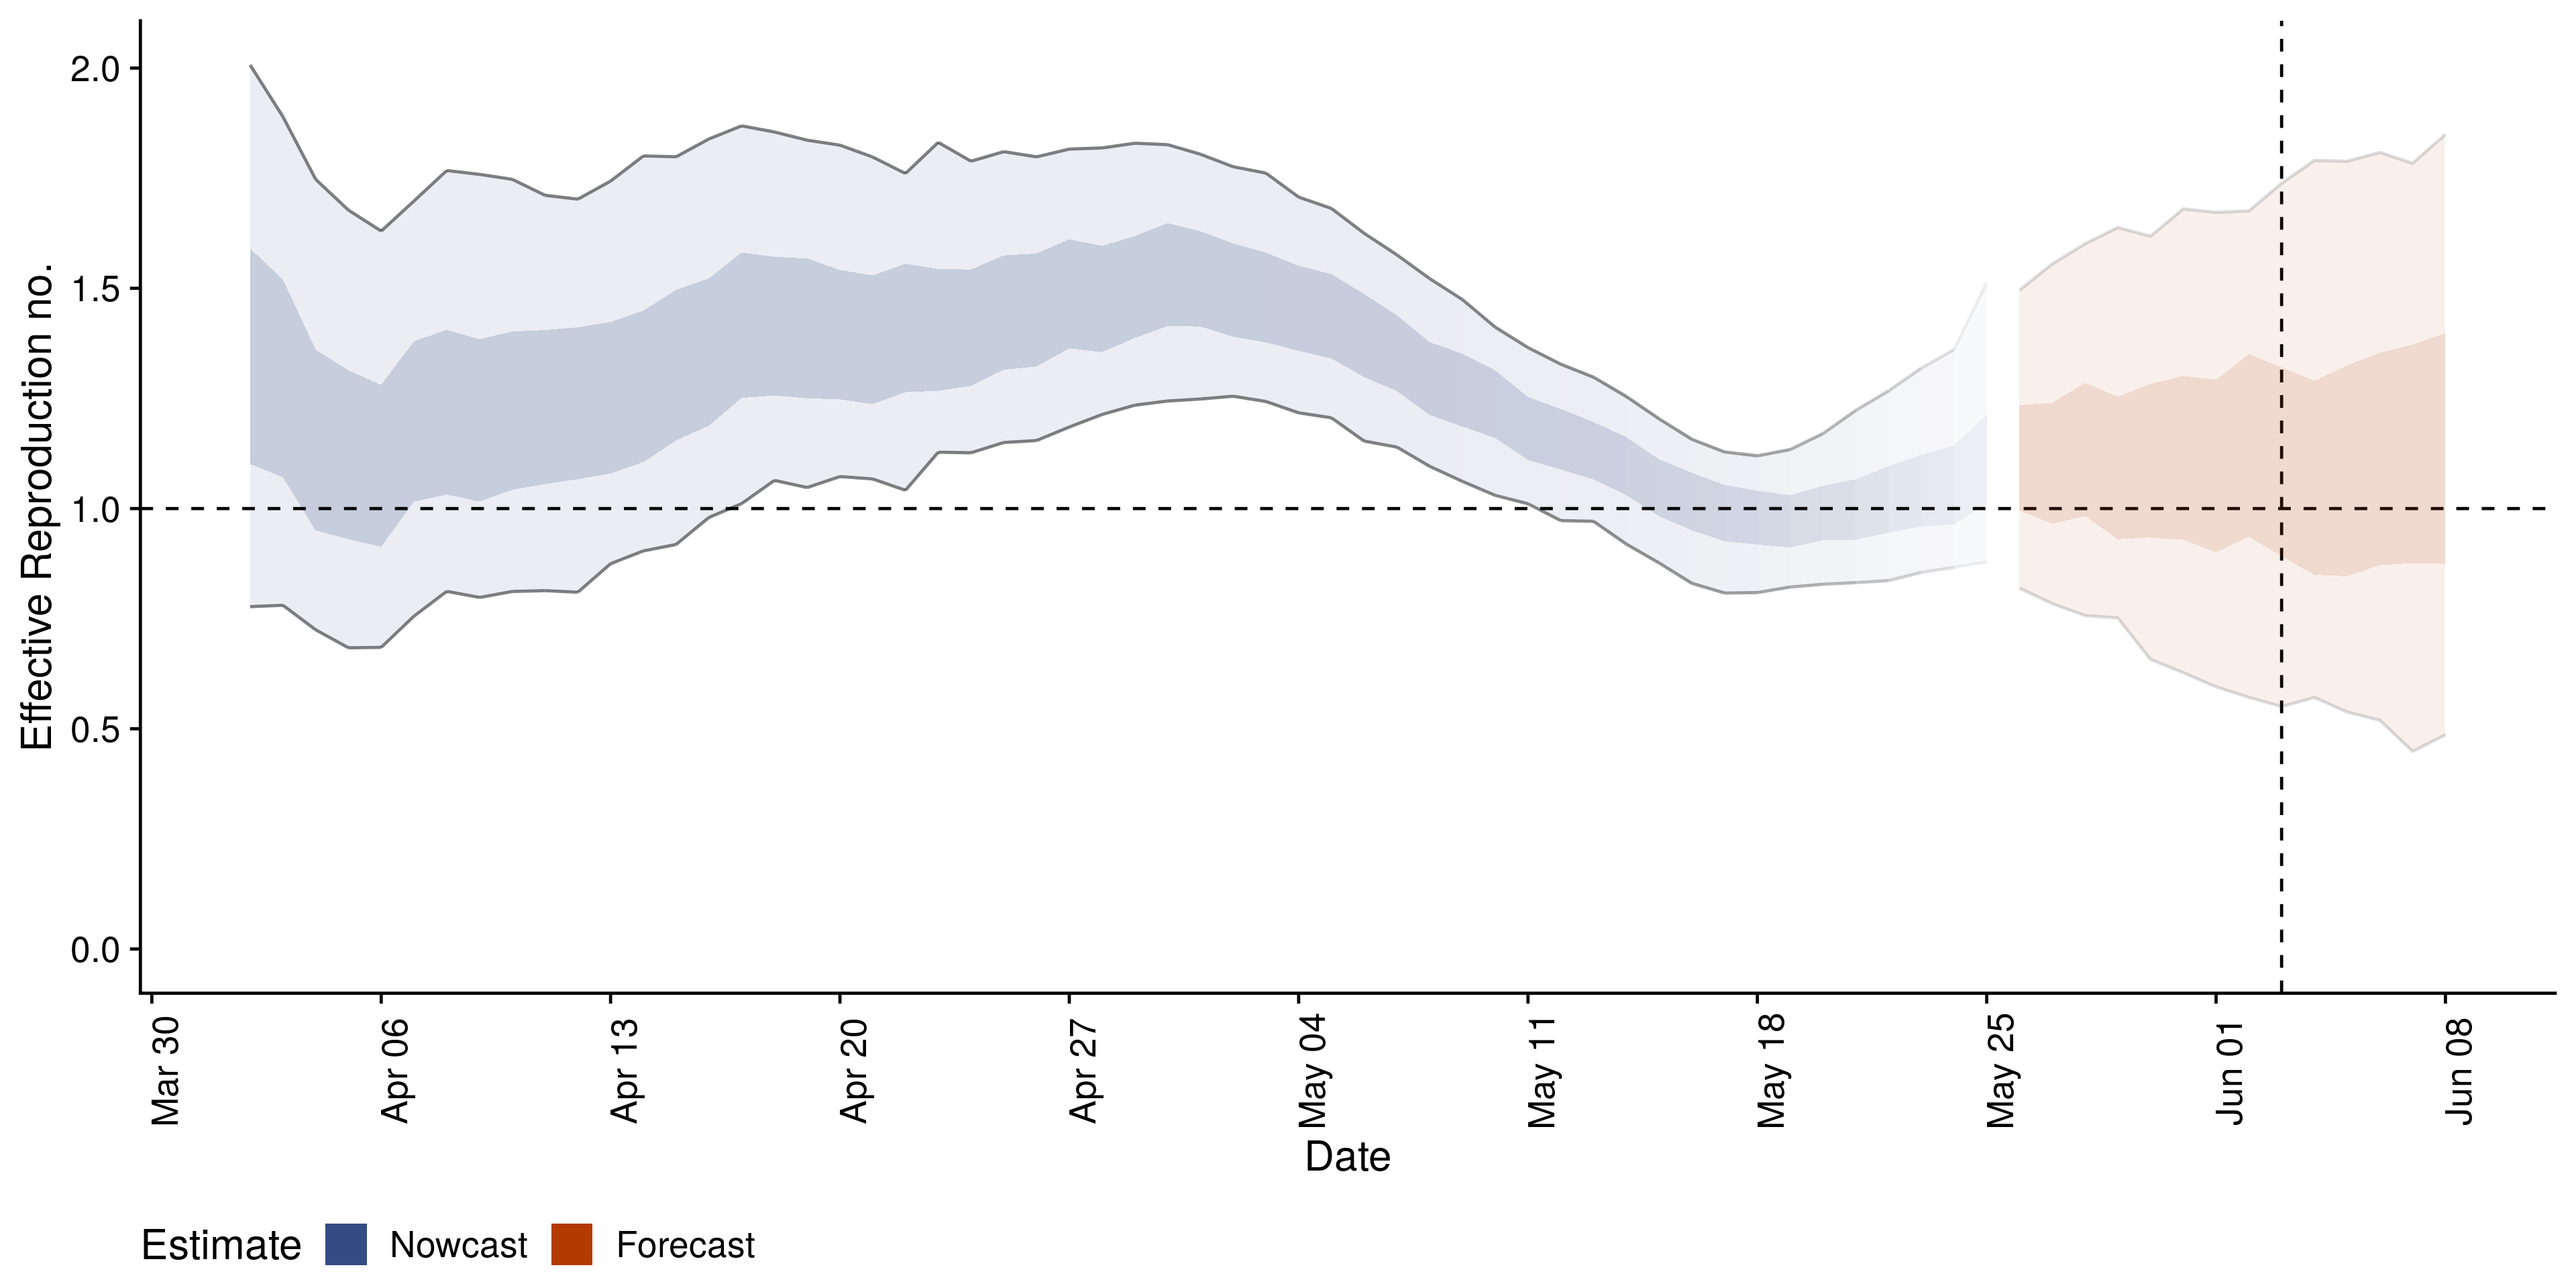 Effective Reproduction no.
2.0
1.5
1.0
0.5
0.0
Mar 30
Apr 06
Apr 13
Apr 20
Apr 27
May 04
May 11
May 18
May 25
Jun 01
Jun 08
Date
Estimate Nowcast Forecast